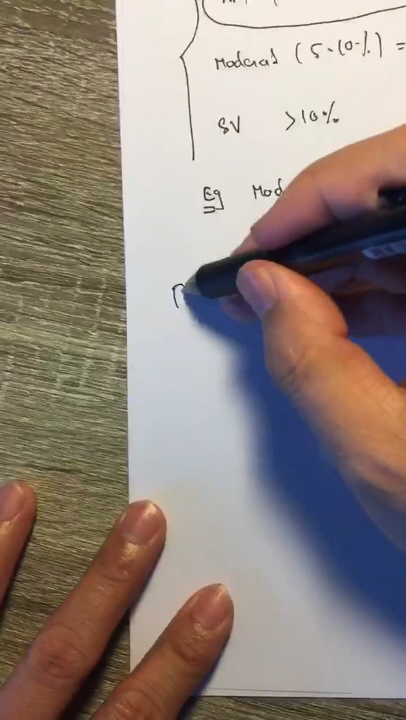 Moderat (5-10%) =
SV >10%
Eg Mod